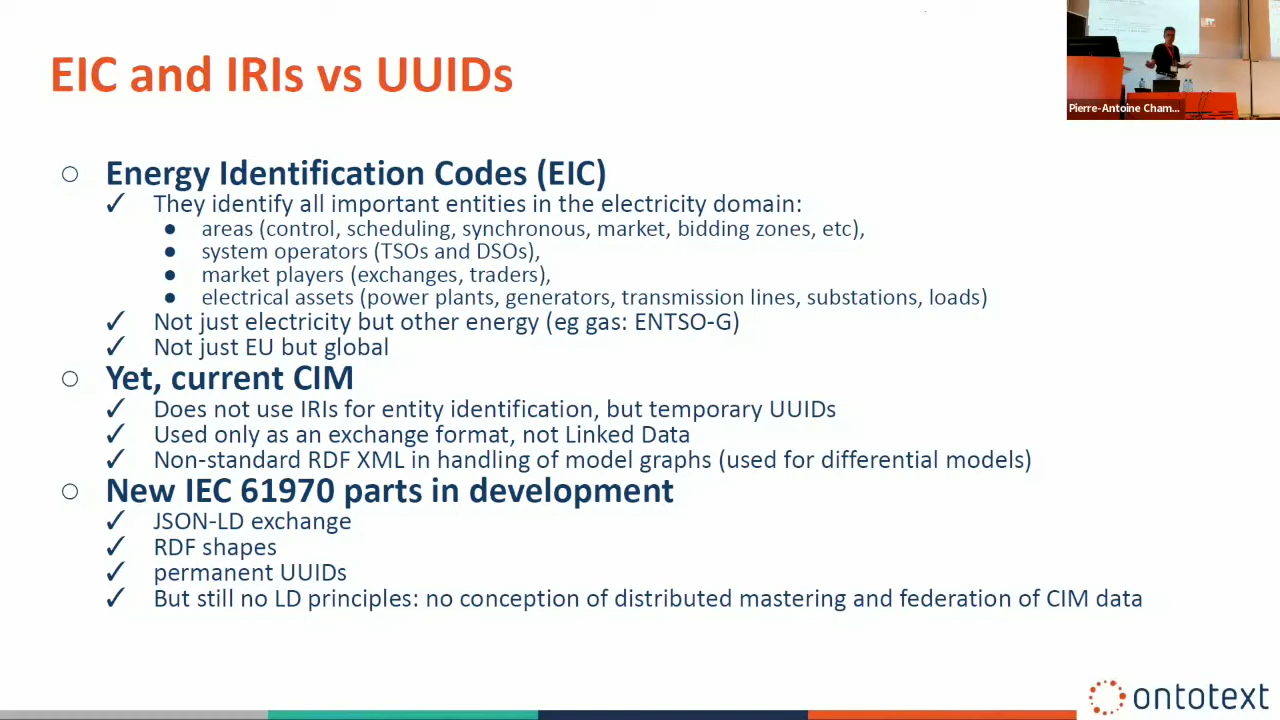 EIC and IRIs vs UUIDs
Pierre-Antoine Cham...
Energy Identification Codes (EIC)
They identify all important entities in the electricity domain:
areas (control, scheduling, synchronous, market, bidding zones, etc),
system operators (TSOs and DSOs),
market players (exchanges, traders),
electrical assets (power plants, generators, transmission lines, substations, loads)
Not just electricity but other energy (eg gas: ENTSO-G)
Not just EU but global
Yet, current CIM
Does not use IRIs for entity identification, but temporary UUIDs
Used only as an exchange format, not Linked Data
Non-standard RDF XML in handling of model graphs (used for differential models)
New IEC 61970 parts in development
JSON-LD exchange
RDF shapes
permanent UUIDs
But still no LD principles: no conception of distributed mastering and federation of CIM data
ontotext